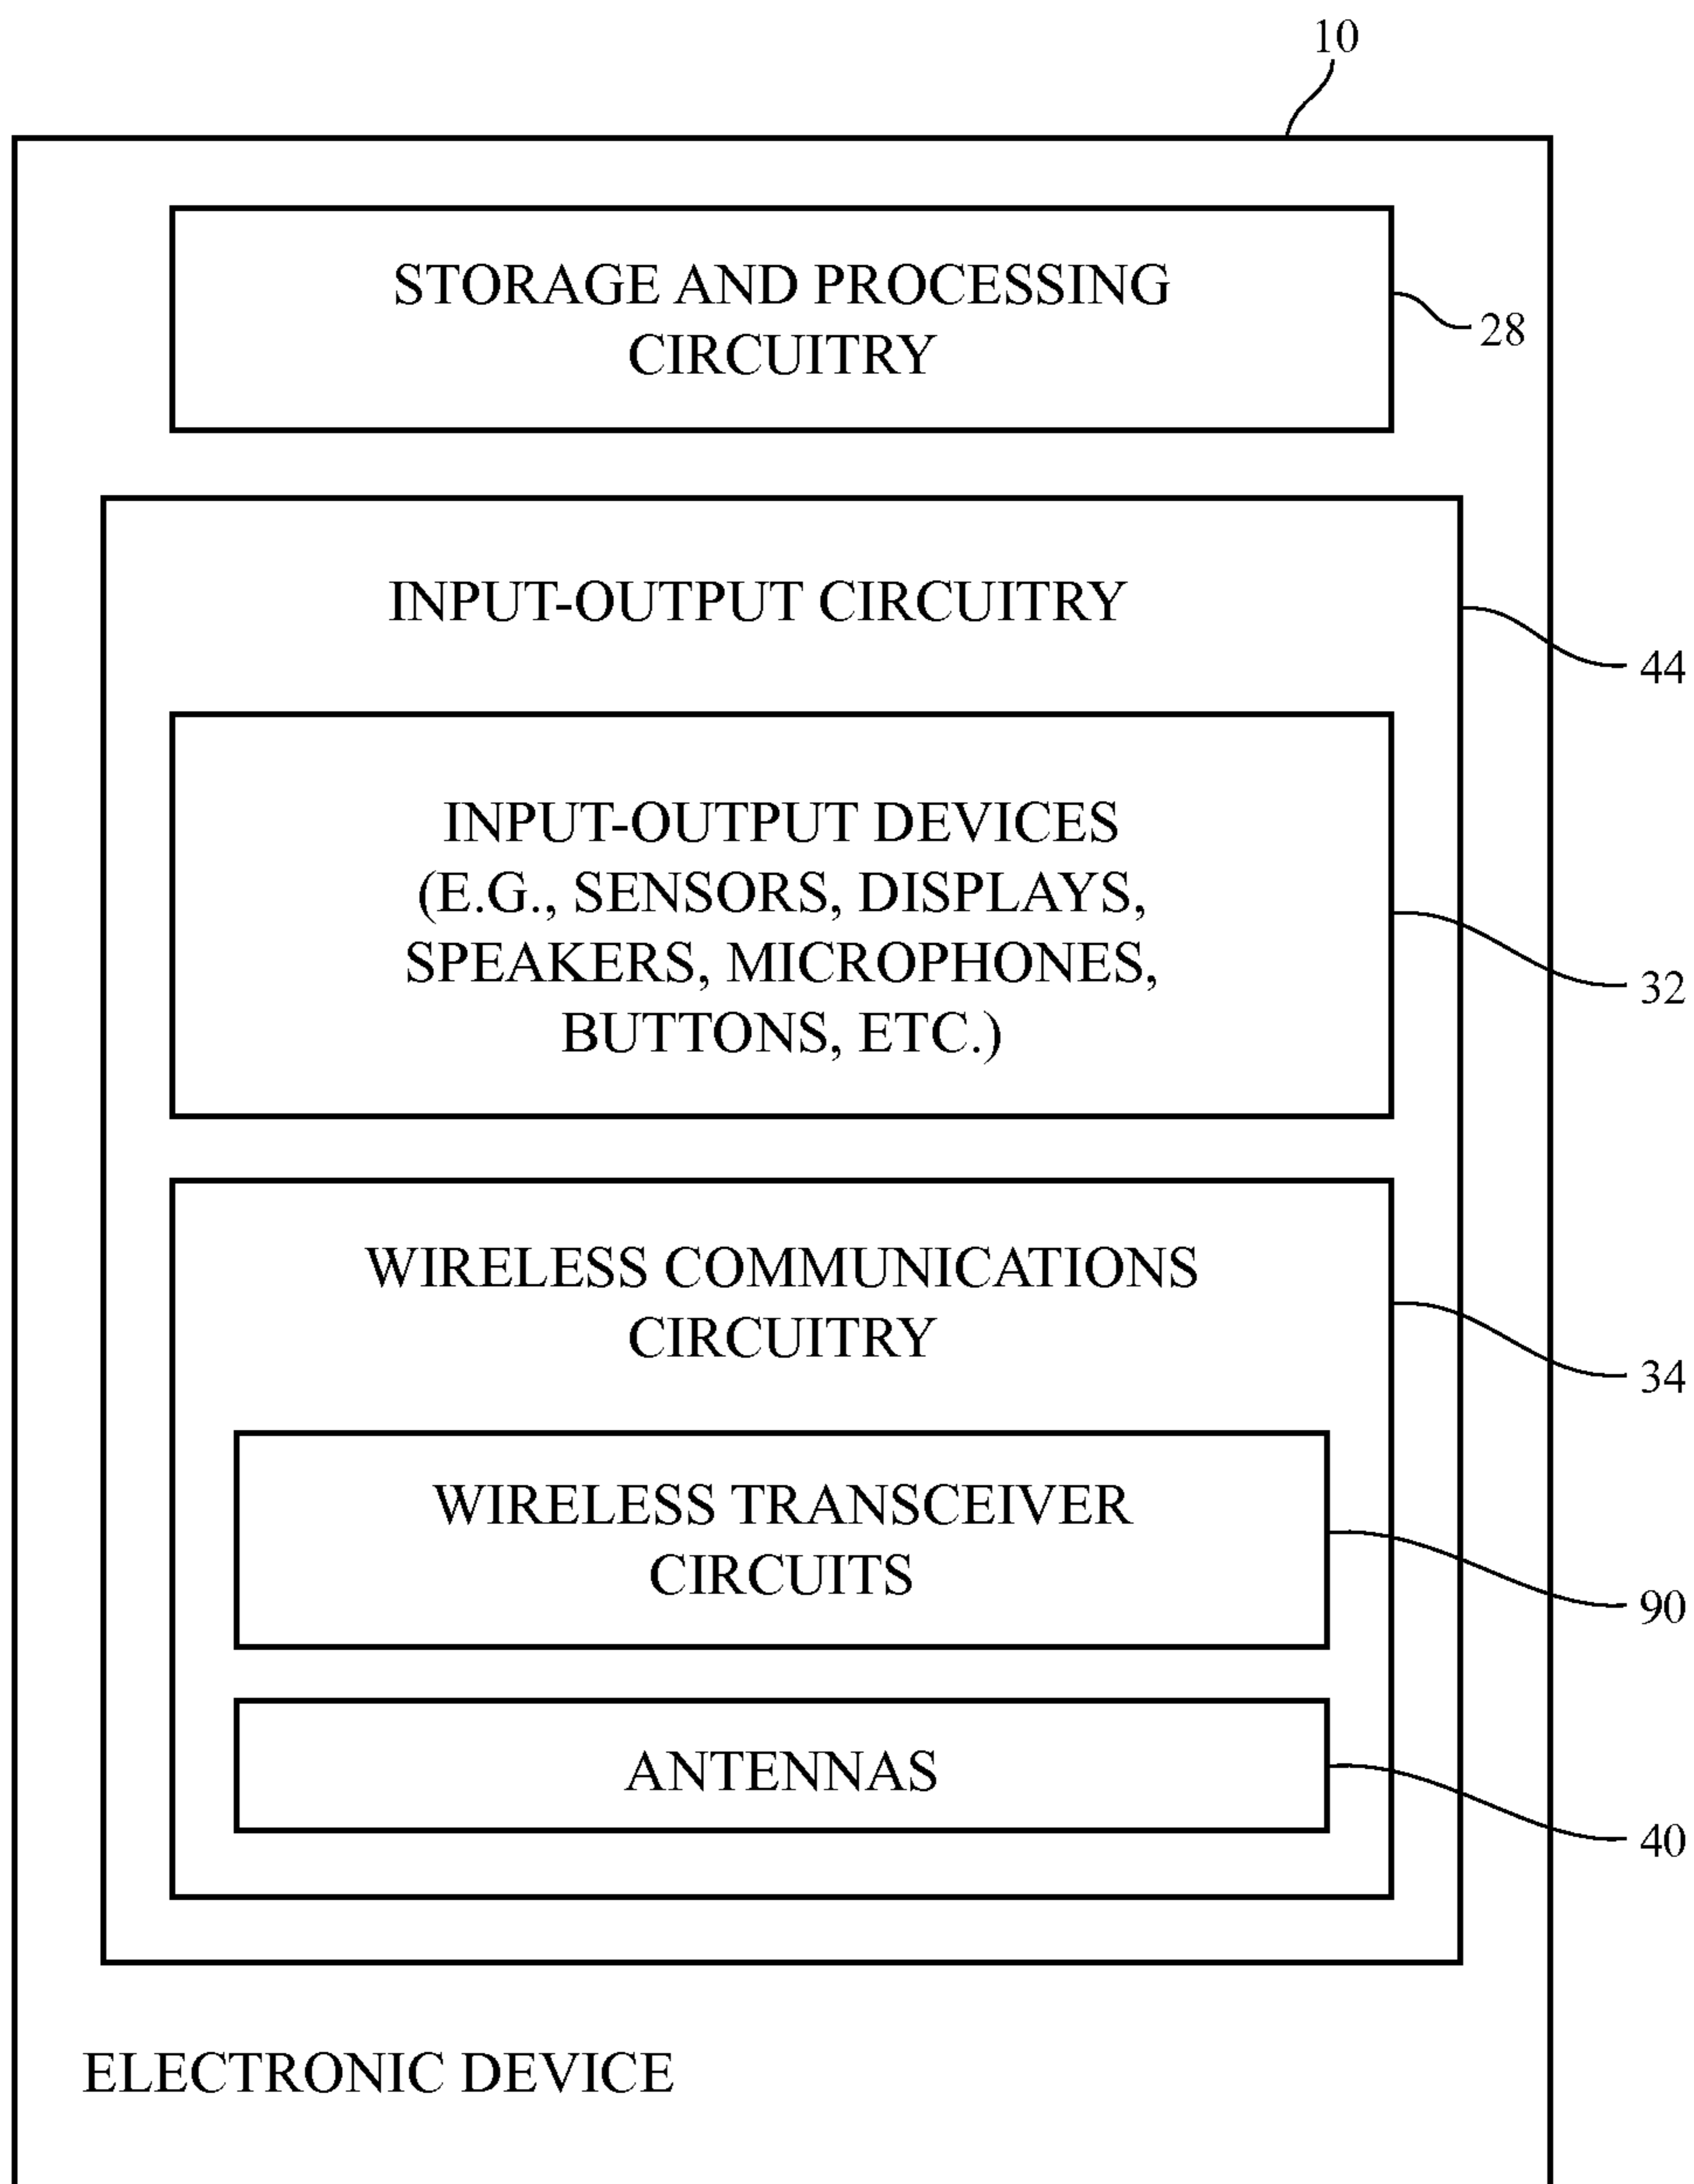 10
STORAGE AND PROCESSING
CIRCUITRY
28
INPUT-OUTPUT CIRCUITRY
44
INPUT-OUTPUT DEVICES
(E.G., SENSORS, DISPLAYS,
SPEAKERS, MICROPHONES,
BUTTONS, ETC.)
32
WIRELESS COMMUNICATIONS
CIRCUITRY
34
WIRELESS TRANSCEIVER
CIRCUITS
90
ANTENNAS
40
ELECTRONIC DEVICE